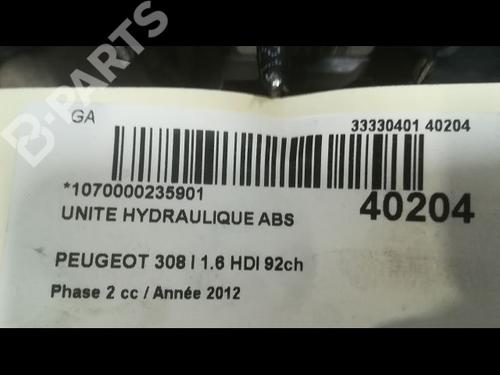 B-PARTS
GA
33330401 40204
*1070000235901
40204
UNITE HYDRAULIQUE ABS
PEUGEOT 308 I 1.6 HDI 92ch
Phase 2 cc / Année 2012